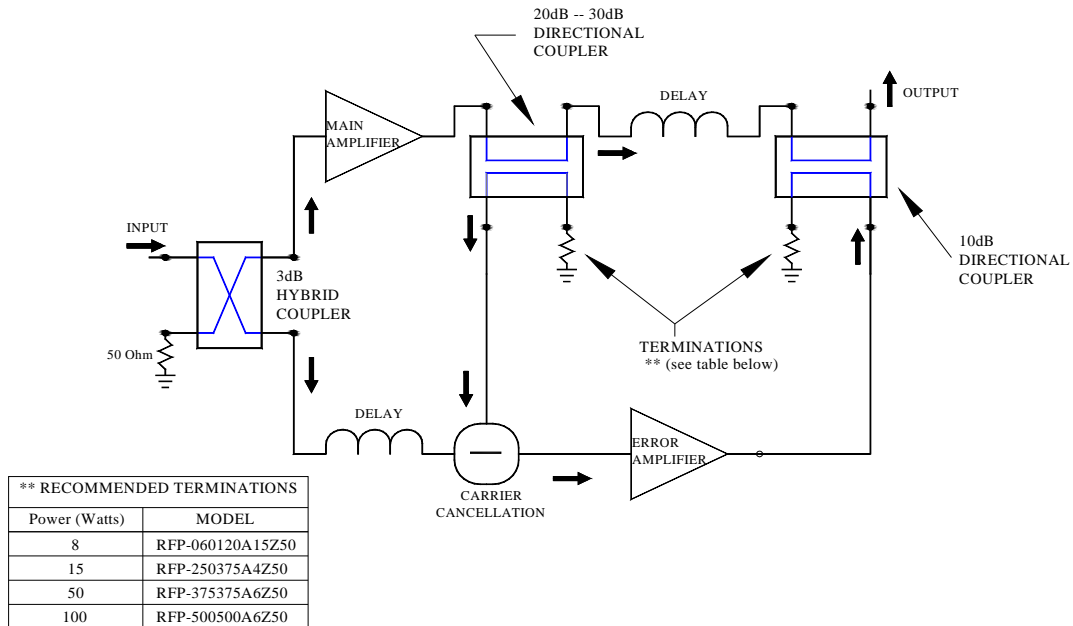 20dB -- 30dB
DIRECTIONAL
COUPLER
DELAY
OUTPUT
MAIN
AMPLIFIER
INPUT
3dB
HYBRID
COUPLER
10dB
DIRECTIONAL
COUPLER
50 Ohm
TERMINATIONS
** (see table below)
DELAY
ERROR
AMPLIFIER
CARRIER
CANCELLATION
** RECOMMENDED TERMINATIONS
Power (Watts) MODEL
8 RFP-060120A15Z50
15 RFP-250375A4Z50
50 RFP-375375A6Z50
100 RFP-500500A6Z50